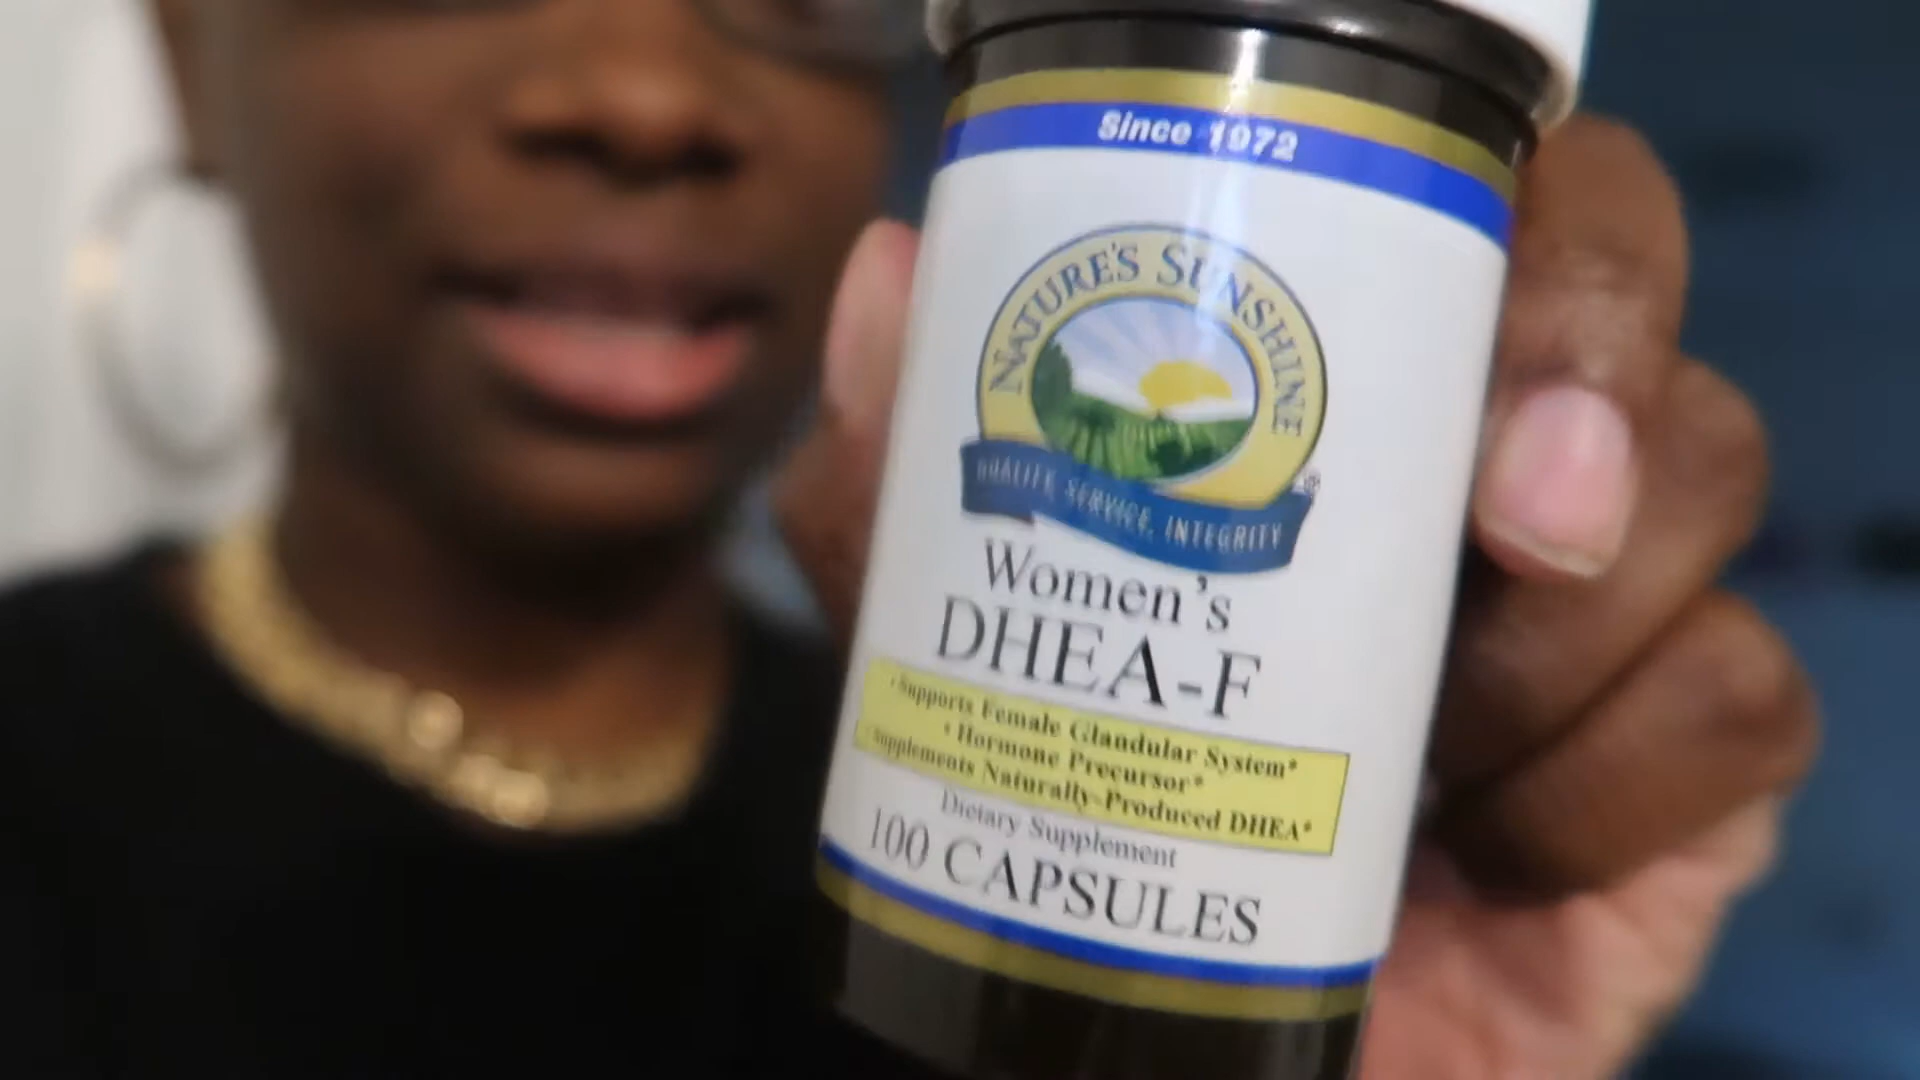 Since 1972
NATURE'S SUNSHINE
®
QUALITY, SERVICE, INTEGRITY
Women's
DHEA-F
• Supports Female Glandular System*
• Hormone Precursor*
• Supplements Naturally-Produced DHEA*
Dietary Supplement
100 CAPSULES